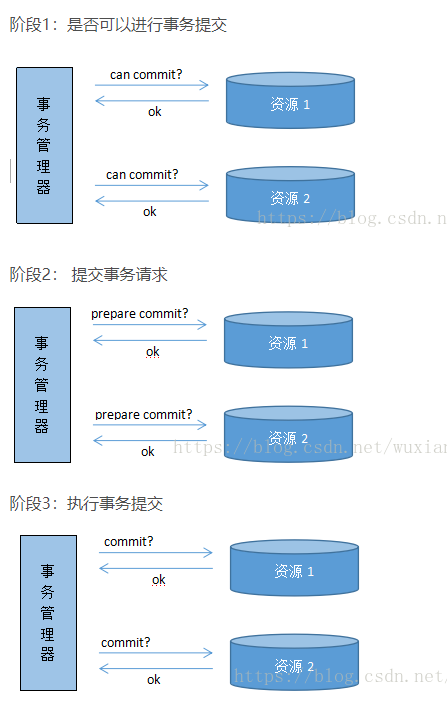 阶段1：是否可以进行事务提交
can commit?
事务管理器
ok
资源 1
can commit?
ok
资源 2
https://blog.csdn.ne
阶段2： 提交事务请求
prepare commit?
事务管理器
ok
资源 1
prepare commit?
ok
资源 2
https://blog.csdn.net/wuxian
阶段3：执行事务提交
commit?
事务管理器
ok
资源 1
commit?
ok
资源 2
https://blog.csdn.net/